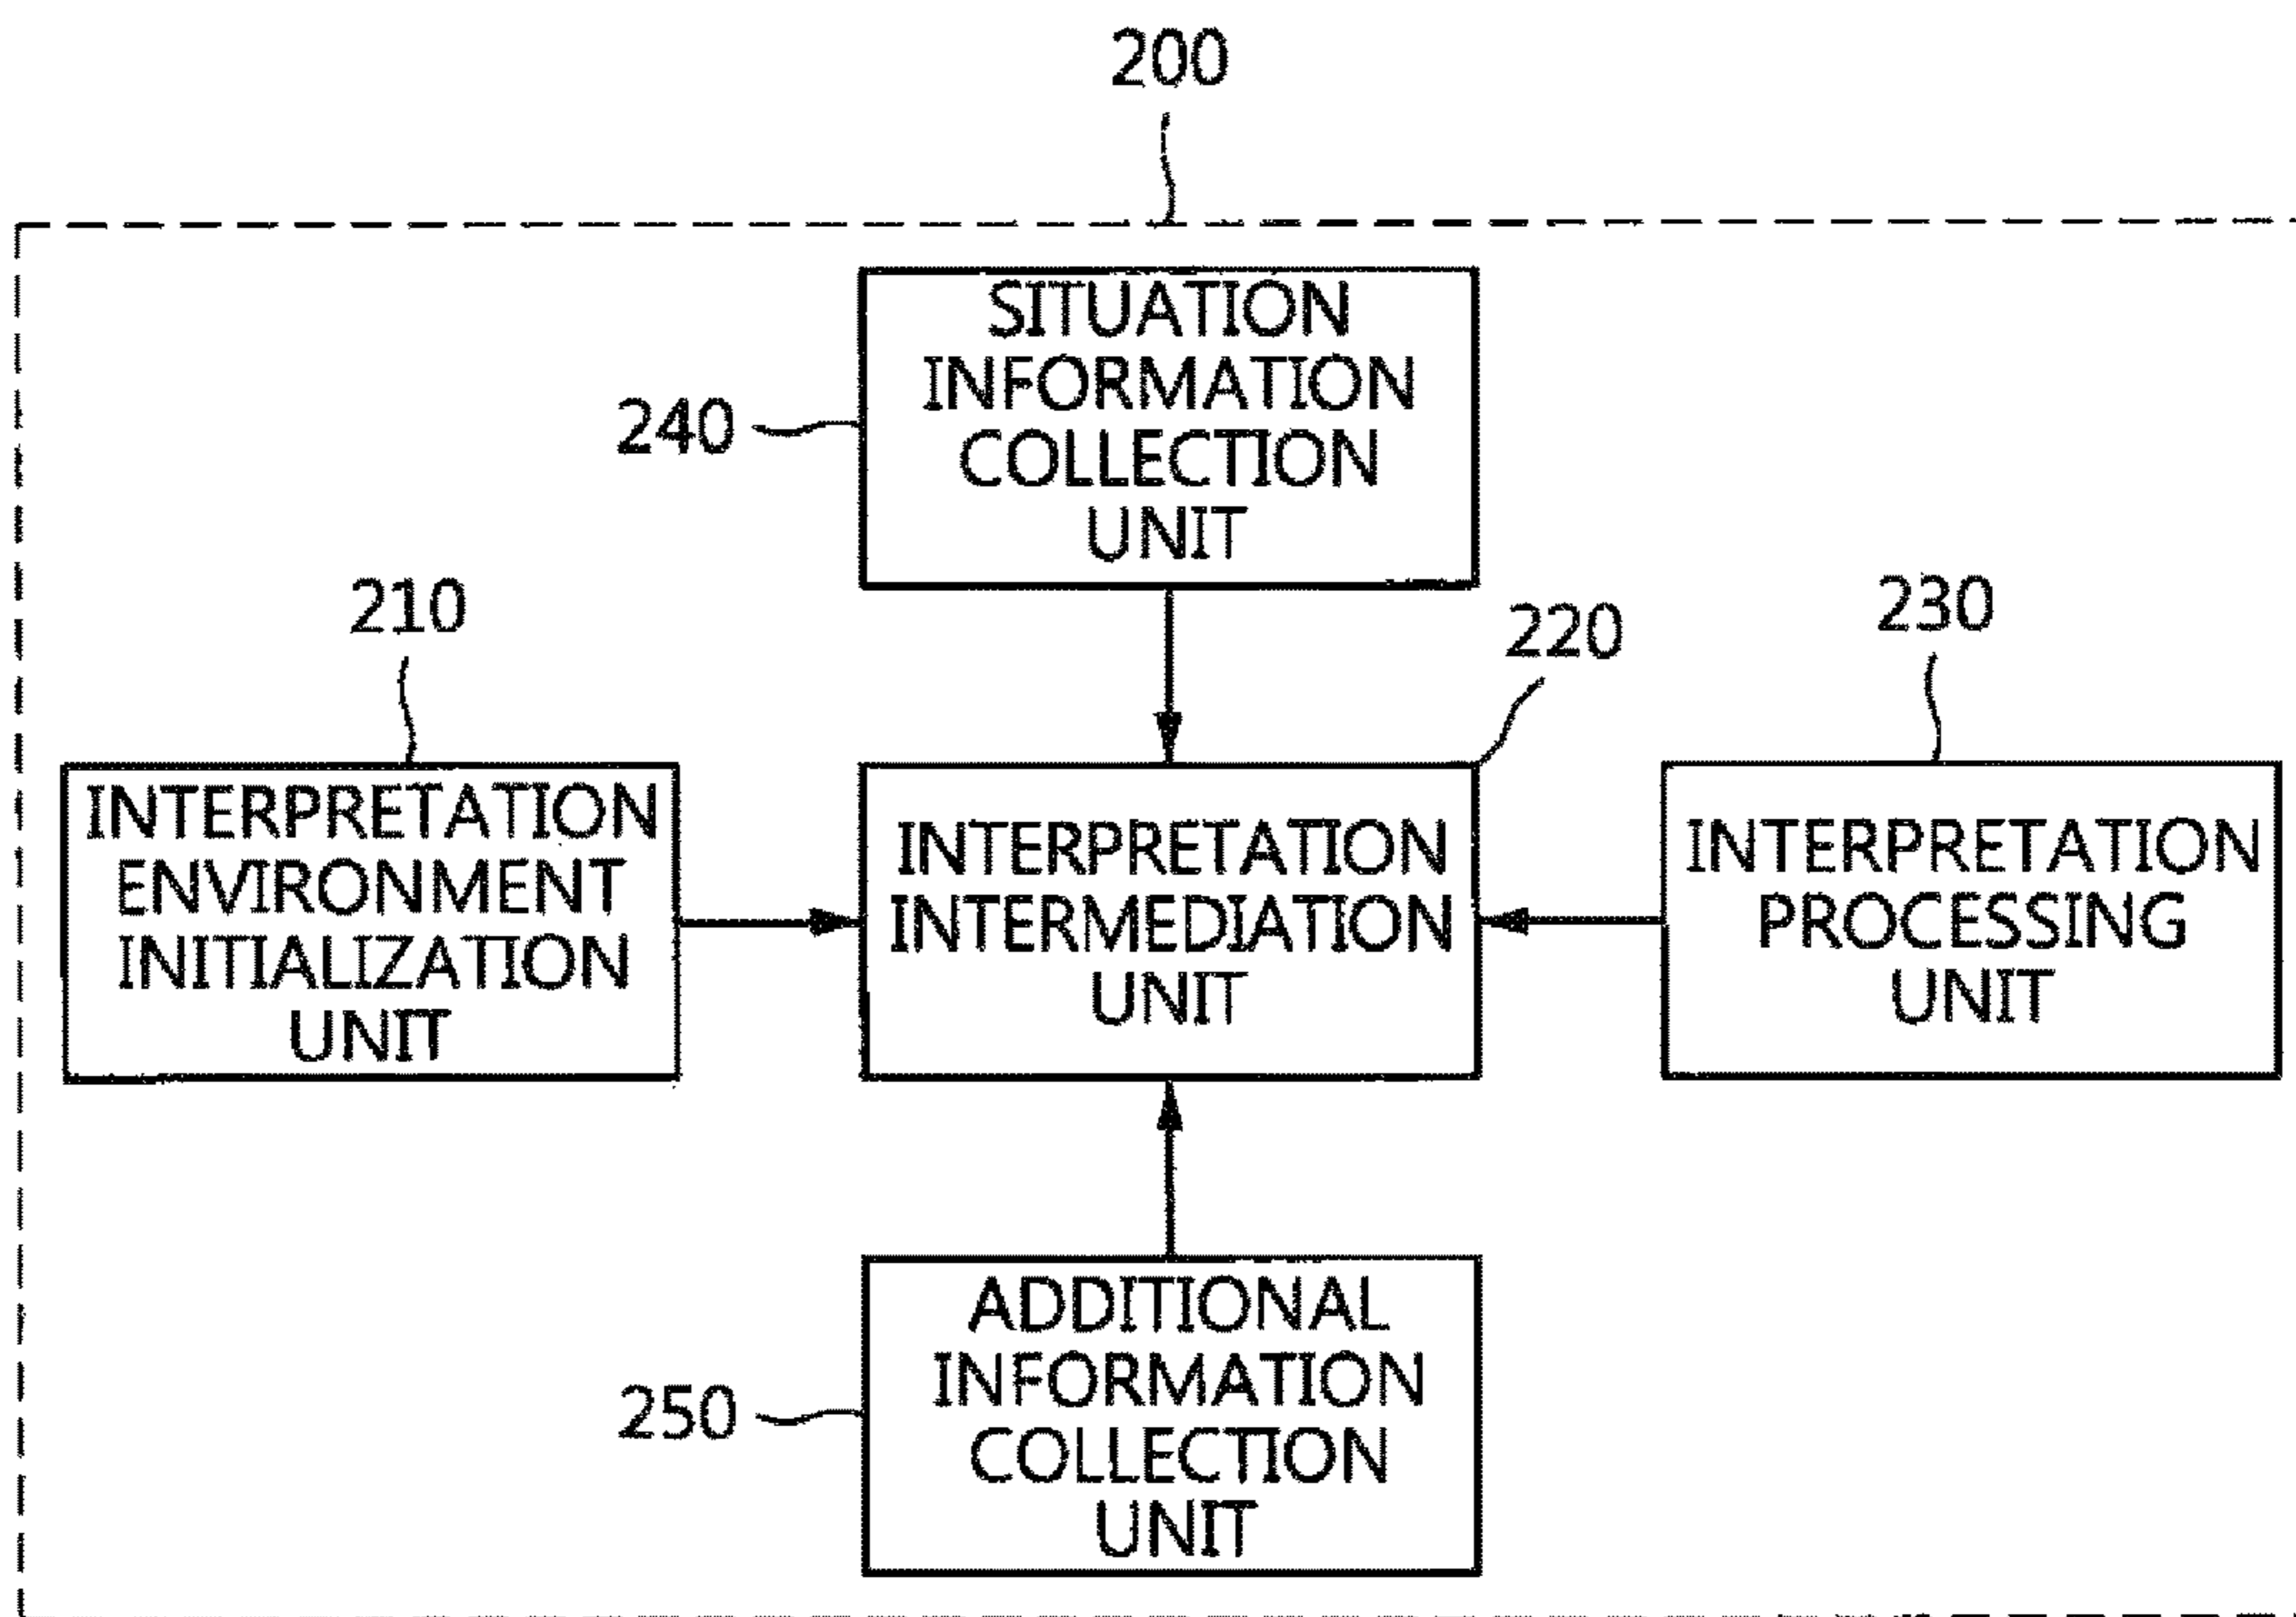 200
SITUATION
INFORMATION
COLLECTION
UNIT
240
210
220
230
INTERPRETATION
ENVIRONMENT
INITIALIZATION
UNIT
INTERPRETATION
INTERMEDIATION
UNIT
INTERPRETATION
PROCESSING
UNIT
ADDITIONAL
INFORMATION
COLLECTION
UNIT
250